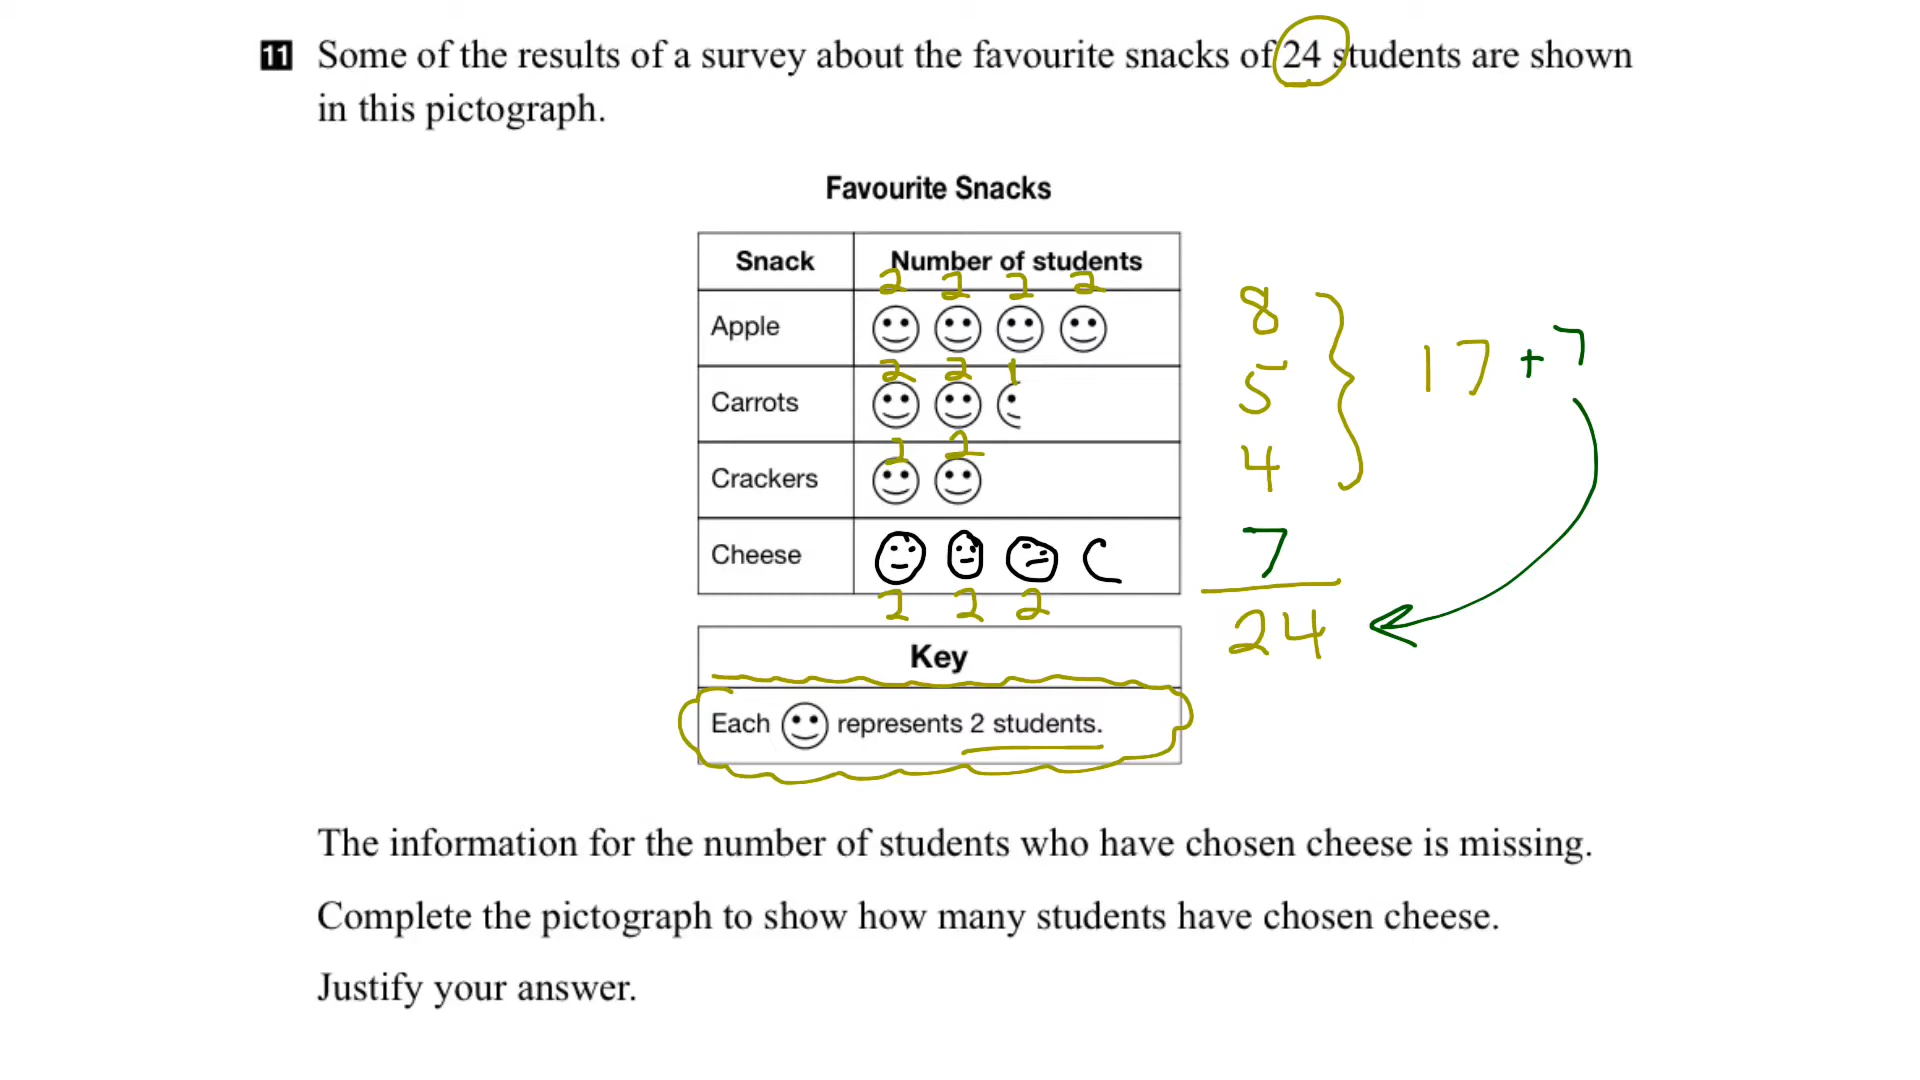 11 Some of the results of a survey about the favourite snacks of 24 students are shown
in this pictograph.
Favourite Snacks
Snack Number of students
2 2 2 2
Apple 8
2 2 1
Carrots 5 17 + 7
2 2
Crackers 4
Cheese 7
2 2 2
24
Key
Each represents 2 students.
The information for the number of students who have chosen cheese is missing.
Complete the pictograph to show how many students have chosen cheese.
Justify your answer.